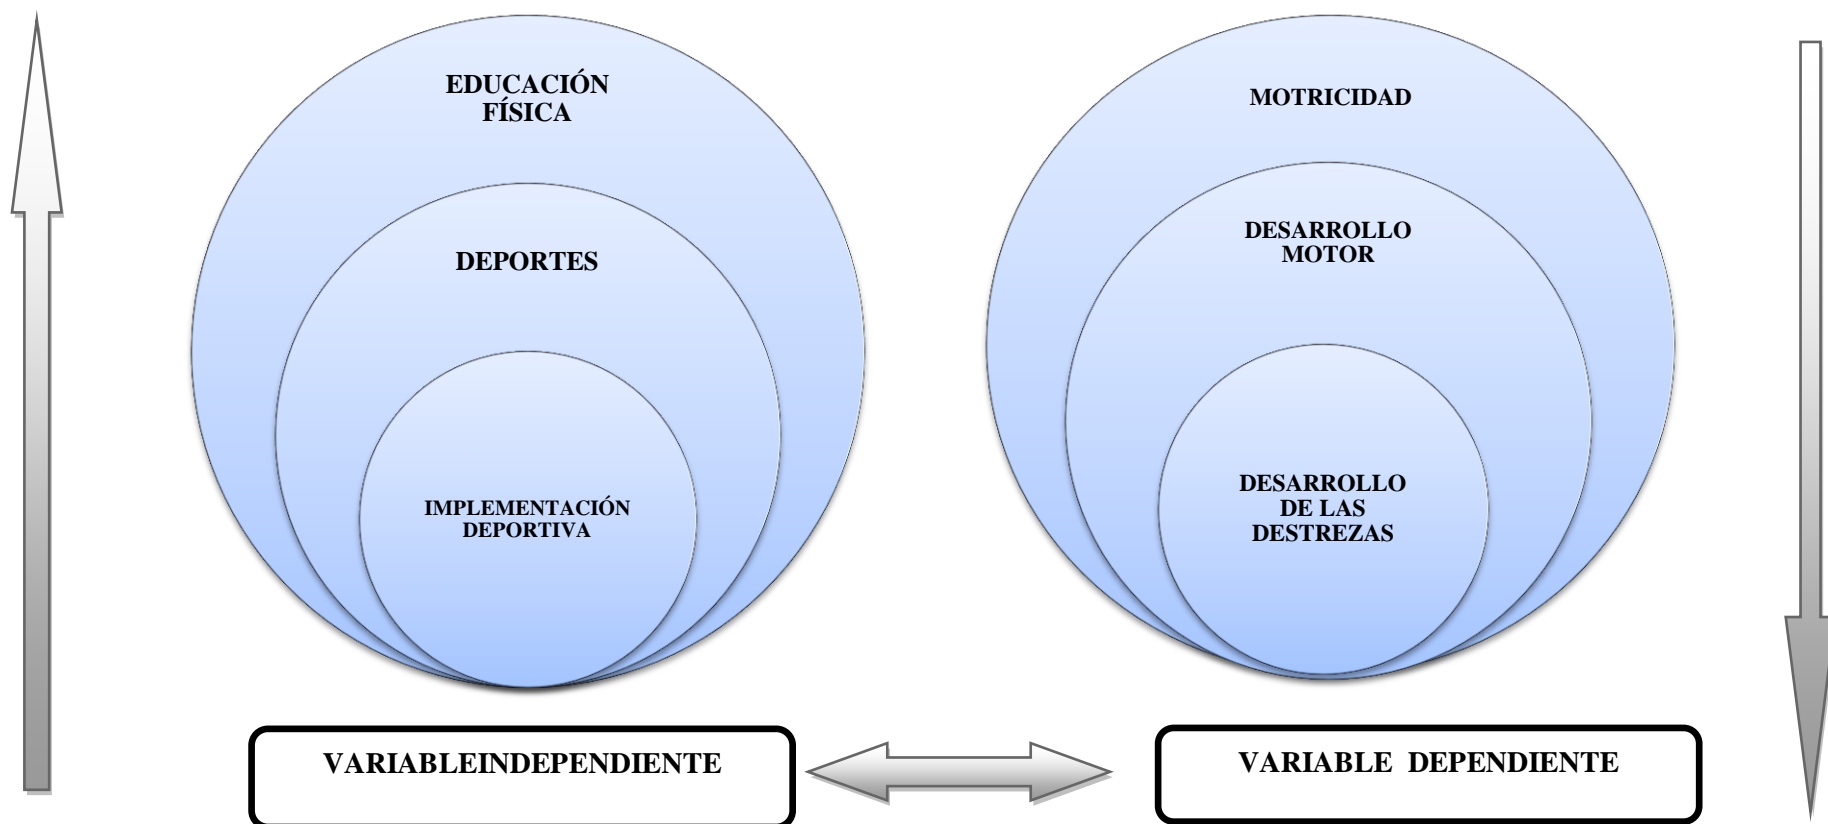 EDUCACIÓN
FÍSICA
DEPORTES
IMPLEMENTACIÓN
DEPORTIVA
MOTRICIDAD
DESARROLLO
MOTOR
DESARROLLO
DE LAS
DESTREZAS
VARIABLEINDEPENDIENTE
VARIABLE DEPENDIENTE